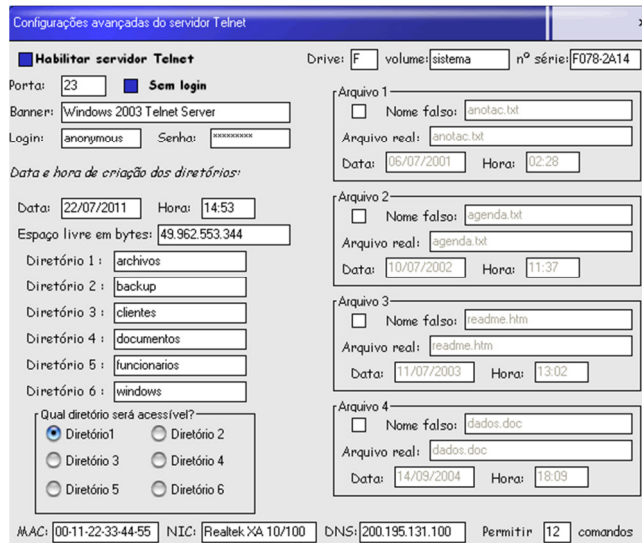 Configurações avançadas do servidor Telnet
Habilitar servidor Telnet
Porta: 23 Sem login
Banner: Windows 2003 Telnet Server
Login: anonymous Senha: xxxxxxxxx
Data e hora de criação dos diretórios:
Data: 22/07/2011 Hora: 14:53
Espaço livre em bytes: 49.962.553.344
Diretório 1 : archivos
Diretório 2 : backup
Diretório 3 : clientes
Diretório 4 : documentos
Diretório 5 : funcionarios
Diretório 6 : windows
Qual diretório será acessível?
Diretório1 Diretório 2
Diretório 3 Diretório 4
Diretório 5 Diretório 6
Drive: F volume: sistema nº série: F078-2A14
Arquivo 1
Nome falso: anotac.txt
Arquivo real: anotac.txt
Data: 06/07/2001 Hora: 02:28
Arquivo 2
Nome falso: agenda.txt
Arquivo real: agenda.txt
Data: 10/07/2002 Hora: 11:37
Arquivo 3
Nome falso: readme.htm
Arquivo real: readme.htm
Data: 11/07/2003 Hora: 13:02
Arquivo 4
Nome falso: dados.doc
Arquivo real: dados.doc
Data: 14/09/2004 Hora: 18:09
MAC: 00-11-22-33-44-55 NIC: Realtek XA 10/100 DNS: 200.195.131.100 Permitir 12 comandos